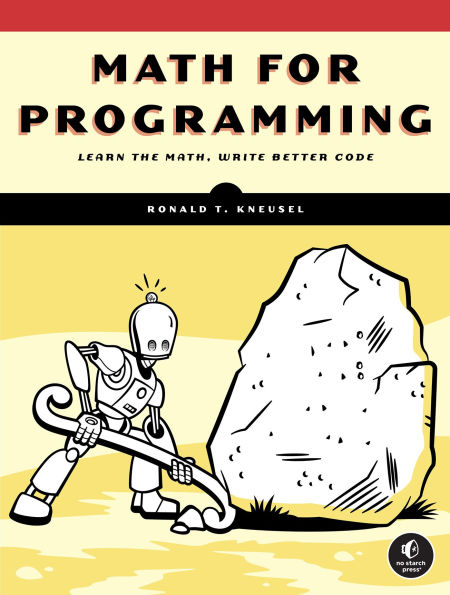 MATH FOR
PROGRAMMING
LEARN THE MATH, WRITE BETTER CODE
RONALD T. KNEUSEL
no starch
press®